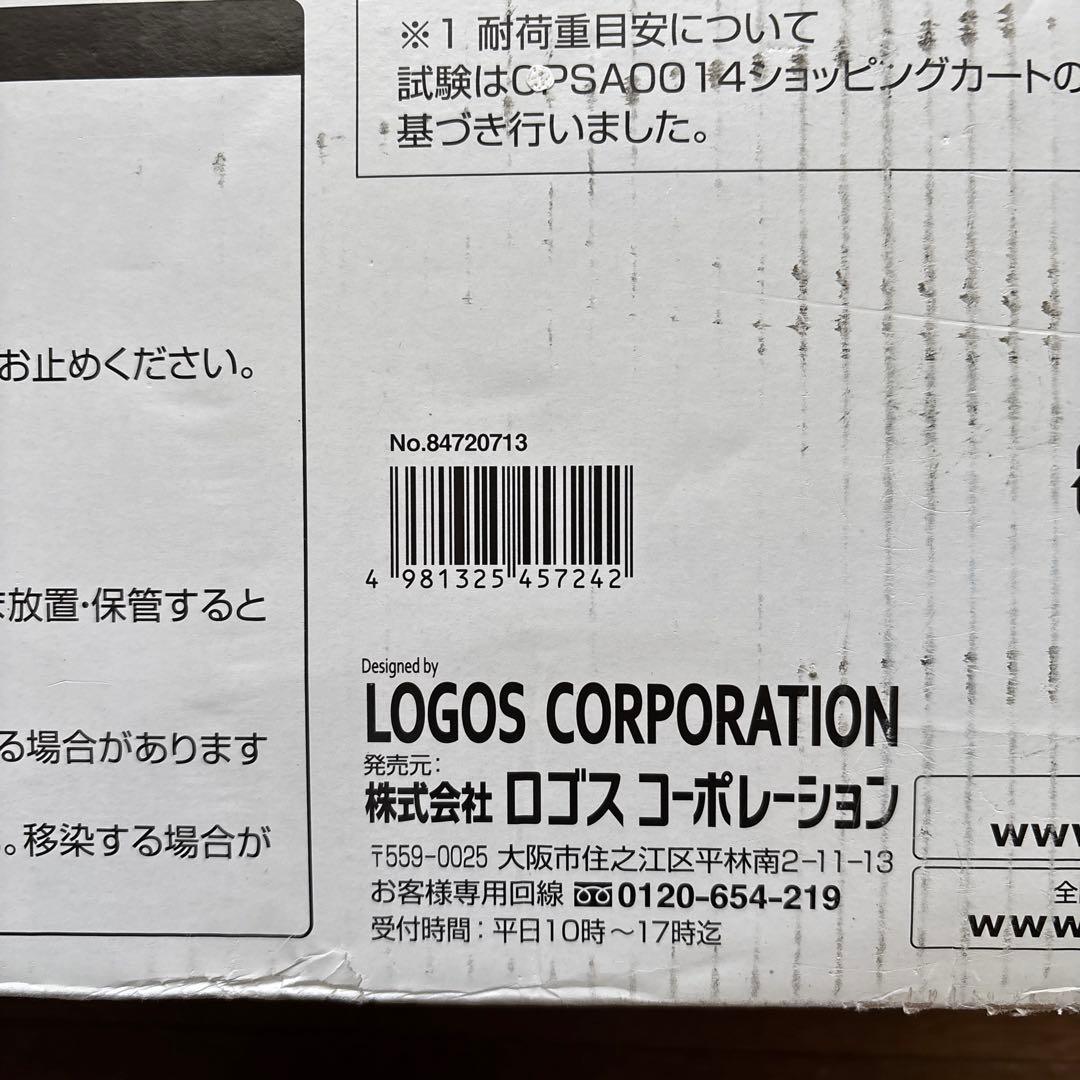 ※1 耐荷重目安について
試験はCPSA0014ショッピングカートの
基づき行いました。
お止めください。
放置・保管すると
る場合があります
。移染する場合が
No.84720713
4 981325 457242
Designed by
LOGOS CORPORATION
発売元：
株式会社 ロゴス コーポレーション
〒559-0025 大阪市住之江区平林南2-11-13
お客様専用回線 0120-654-219
受付時間：平日10時〜17時迄
www
全
www